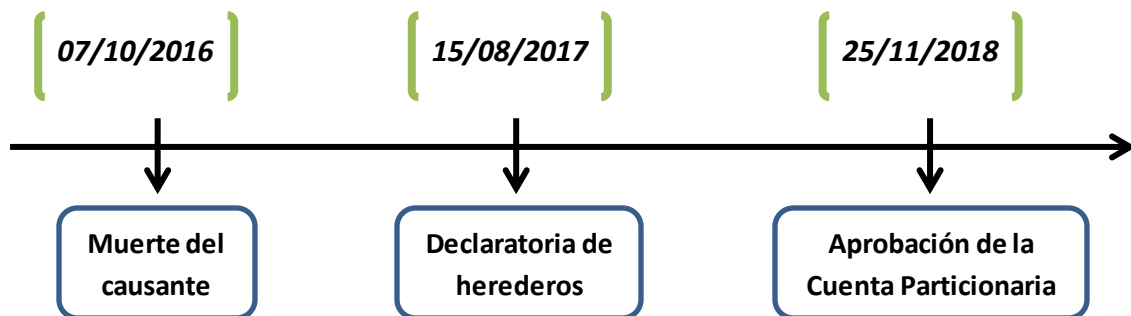 07/10/2016
15/08/2017
25/11/2018
Muerte del
causante
Declaratoria de
herederos
Aprobación de la
Cuenta Particionaria